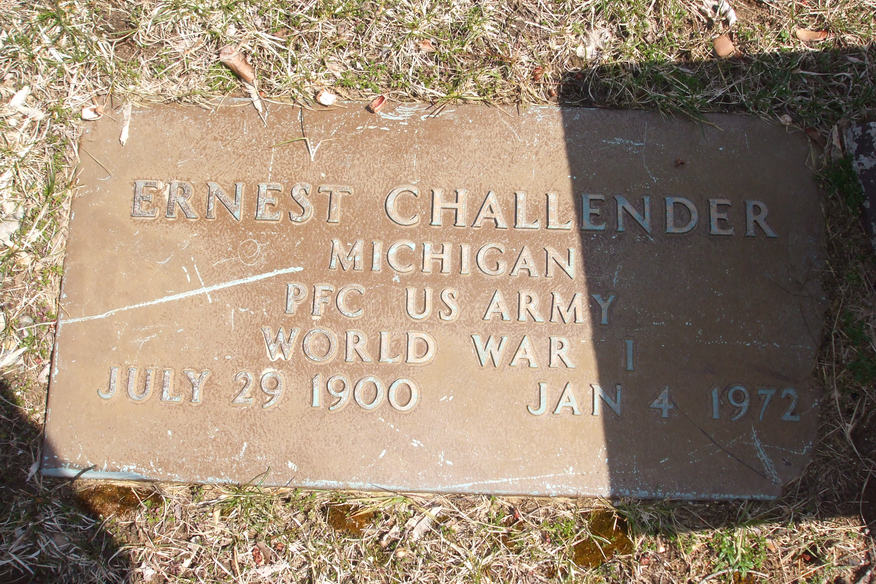 ERNEST CHALLENDER
MICHIGAN
PFC US ARMY
WORLD WAR I
JULY 29 1900 JAN 4 1972